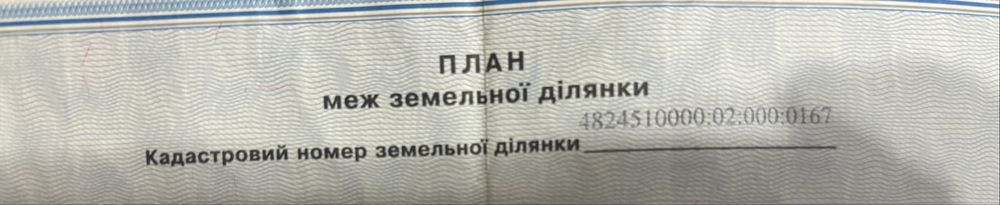 ПЛАН
меж земельної ділянки
4824510000:02:000:0167
Кадастровий номер земельної ділянки